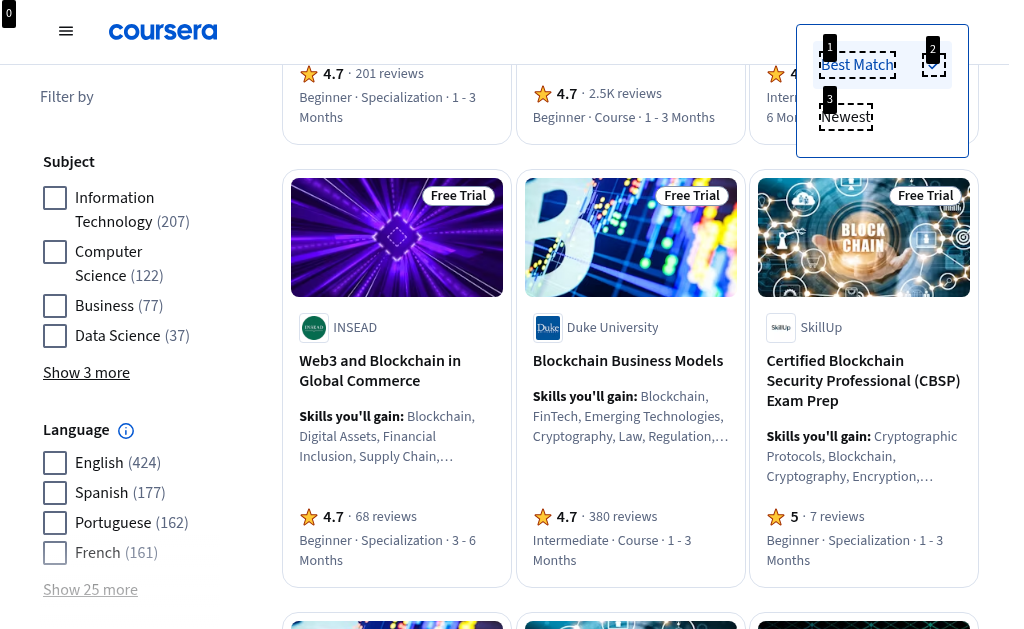 0
coursera
1
2
Best Match
3
Newest
4.7 · 201 reviews
Beginner · Specialization · 1 - 3
Months
4.7 · 2.5K reviews
Beginner · Course · 1 - 3 Months
Filter by
Subject
Information
Technology (207)
Computer
Science (122)
Business (77)
Data Science (37)
Show 3 more
Language
English (424)
Spanish (177)
Portuguese (162)
French (161)
Show 25 more
Free Trial
INSEAD
INSEAD
Web3 and Blockchain in
Global Commerce
Skills you'll gain: Blockchain,
Digital Assets, Financial
Inclusion, Supply Chain,…
4.7 · 68 reviews
Beginner · Specialization · 3 - 6
Months
Free Trial
Duke
Duke University
Blockchain Business Models
Skills you'll gain: Blockchain,
FinTech, Emerging Technologies,
Cryptography, Law, Regulation,…
4.7 · 380 reviews
Intermediate · Course · 1 - 3
Months
Free Trial
BLOCK
CHAIN
SkillUp
SkillUp
Certified Blockchain
Security Professional (CBSP)
Exam Prep
Skills you'll gain: Cryptographic
Protocols, Blockchain,
Cryptography, Encryption,…
5 · 7 reviews
Beginner · Specialization · 1 - 3
Months